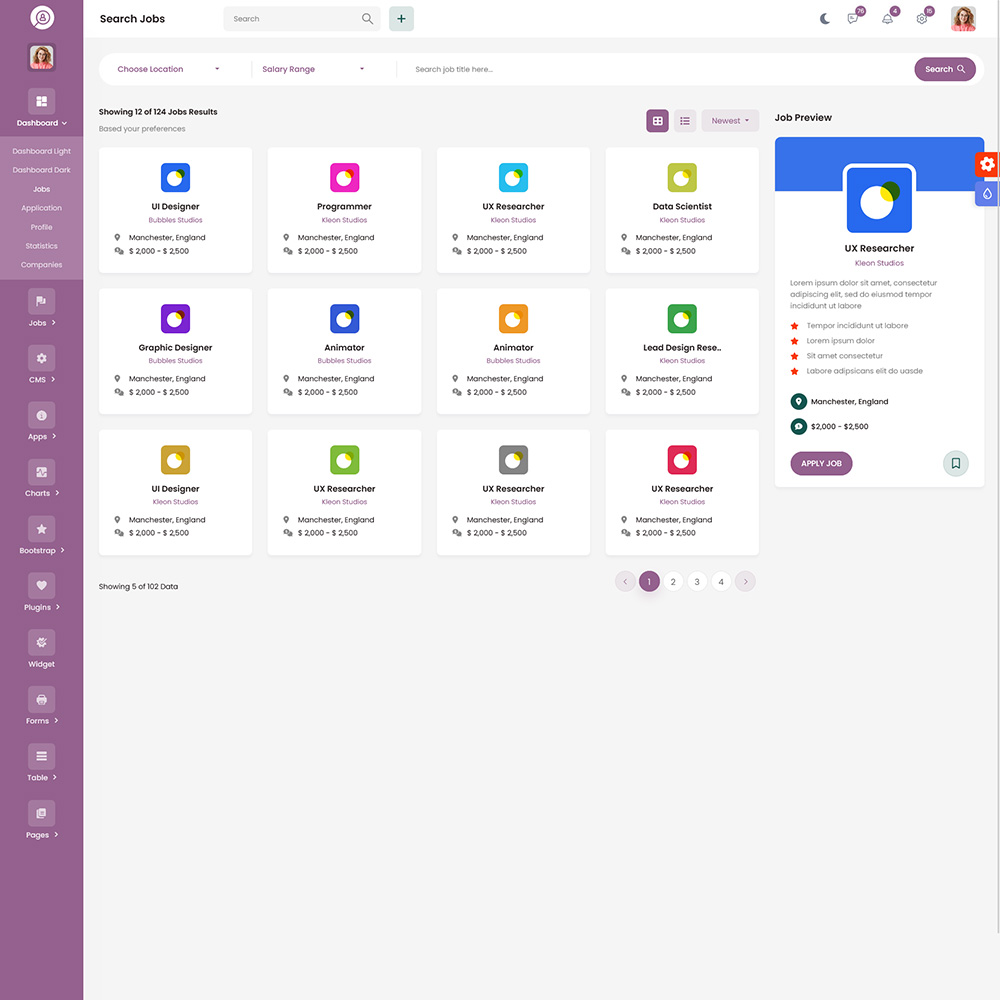 Search Jobs
Search
76
4
15
Dashboard
Dashboard Light
Dashboard Dark
Jobs
Application
Profile
Statistics
Companies
Jobs
CMS
Apps
Charts
Bootstrap
Plugins
Widget
Forms
Table
Pages
Choose Location
Salary Range
Search job title here...
Search
Showing 12 of 124 Jobs Results
Based your preferences
Newest
UI Designer
Bubbles Studios
Manchester, England
$ 2,000 - $ 2,500
Programmer
Kleon Studios
Manchester, England
$ 2,000 - $ 2,500
UX Researcher
Kleon Studios
Manchester, England
$ 2,000 - $ 2,500
Data Scientist
Kleon Studios
Manchester, England
$ 2,000 - $ 2,500
Graphic Designer
Bubbles Studios
Manchester, England
$ 2,000 - $ 2,500
Animator
Bubbles Studios
Manchester, England
$ 2,000 - $ 2,500
Animator
Bubbles Studios
Manchester, England
$ 2,000 - $ 2,500
Lead Design Rese..
Kleon Studios
Manchester, England
$ 2,000 - $ 2,500
UI Designer
Kleon Studios
Manchester, England
$ 2,000 - $ 2,500
UX Researcher
Kleon Studios
Manchester, England
$ 2,000 - $ 2,500
UX Researcher
Kleon Studios
Manchester, England
$ 2,000 - $ 2,500
UX Researcher
Kleon Studios
Manchester, England
$ 2,000 - $ 2,500
Showing 5 of 102 Data
1 2 3 4
Job Preview
UX Researcher
Kleon Studios
Lorem ipsum dolor sit amet, consectetur
adipiscing elit, sed do eiusmod tempor
incididunt ut labore
Tempor incididunt ut labore
Lorem ipsum dolor
Sit amet consectetur
Labore adipsicans elit do uasde
Manchester, England
$2,000 - $2,500
APPLY JOB